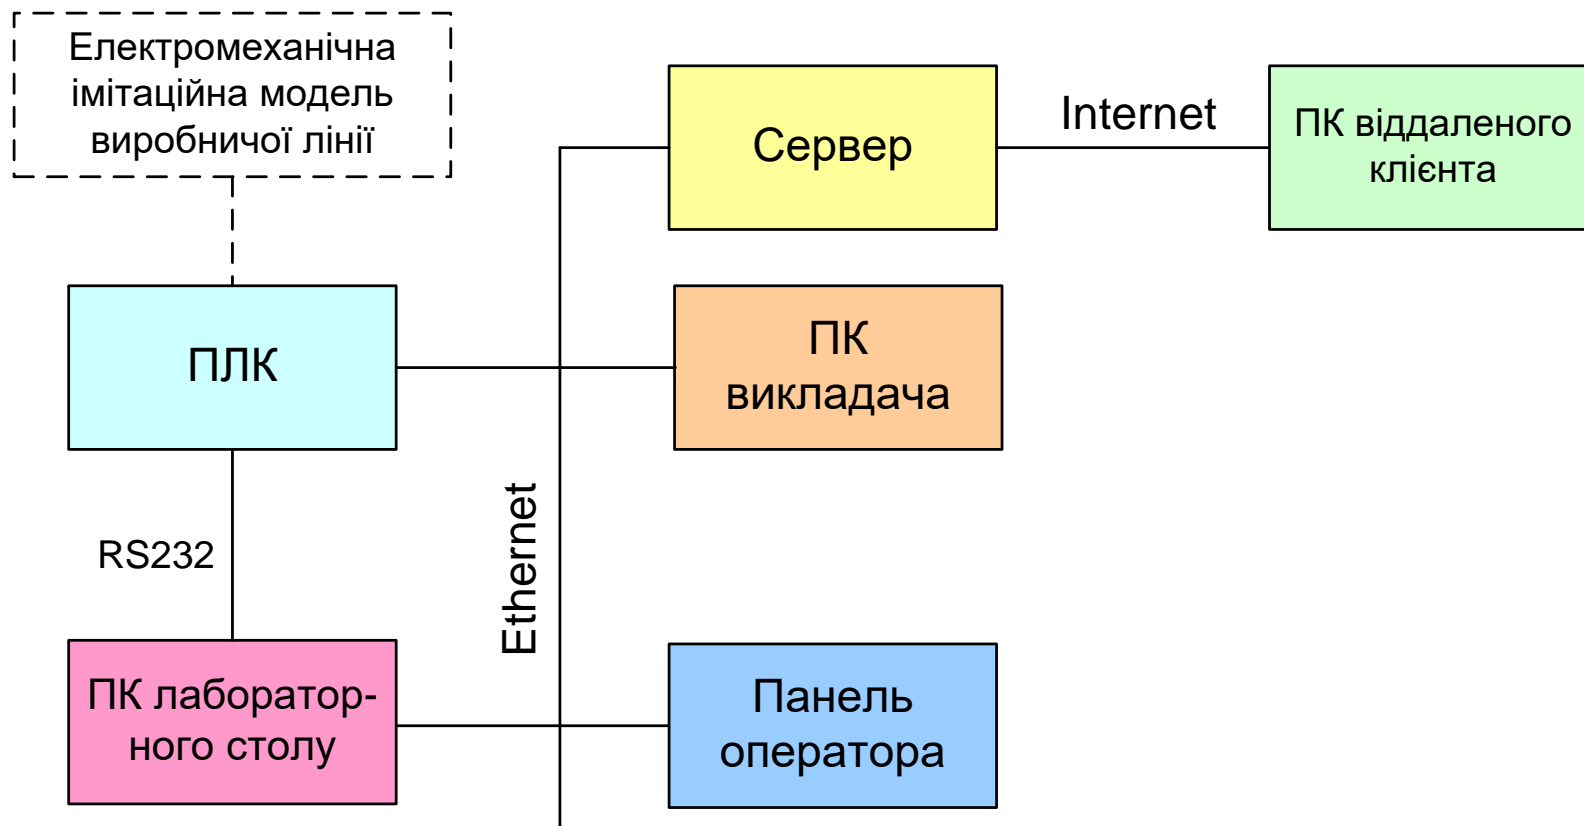 Електромеханічна
імітаційна модель
виробничої лінії
Сервер
Internet
ПК віддаленого
клієнта
ПЛК
ПК
викладача
RS232
Ethernet
ПК лаборатор-
ного столу
Панель
оператора